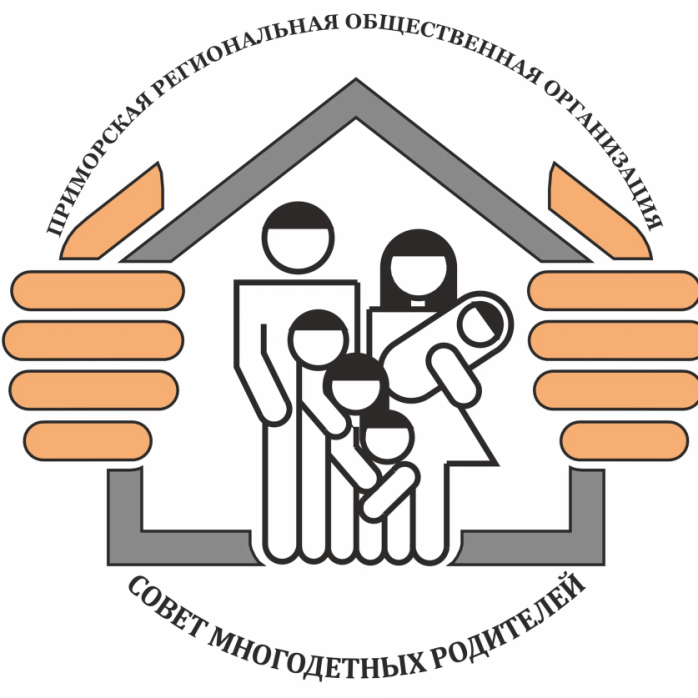 ПРИМОРСКАЯ РЕГИОНАЛЬНАЯ ОБЩЕСТВЕННАЯ ОРГАНИЗАЦИЯ
СОВЕТ МНОГОДЕТНЫХ РОДИТЕЛЕЙ